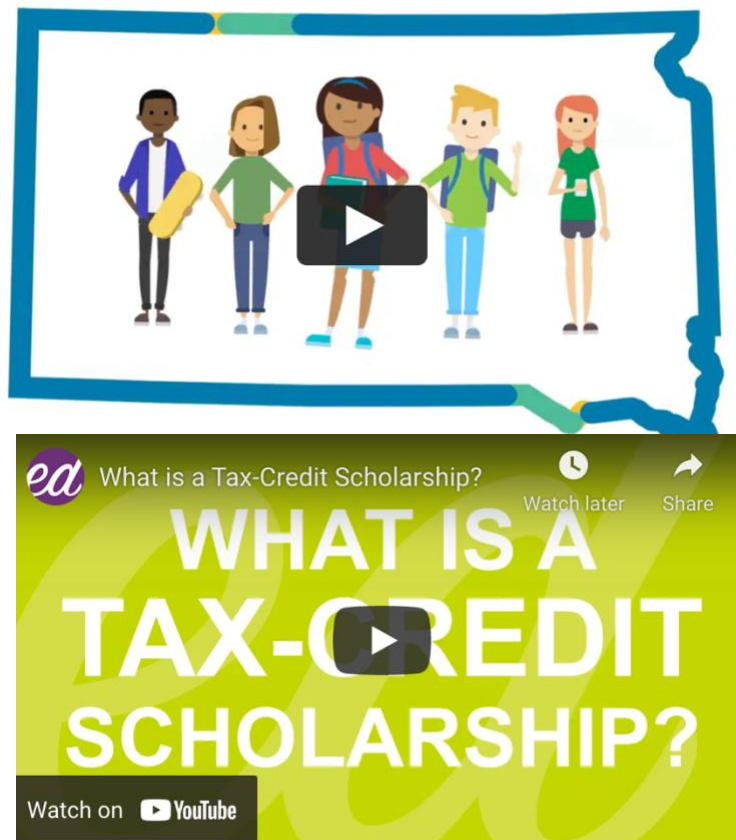 ed What is a Tax-Credit Scholarship?
Watch later Share
WHAT IS A
TAX-CREDIT
SCHOLARSHIP?
Watch on YouTube